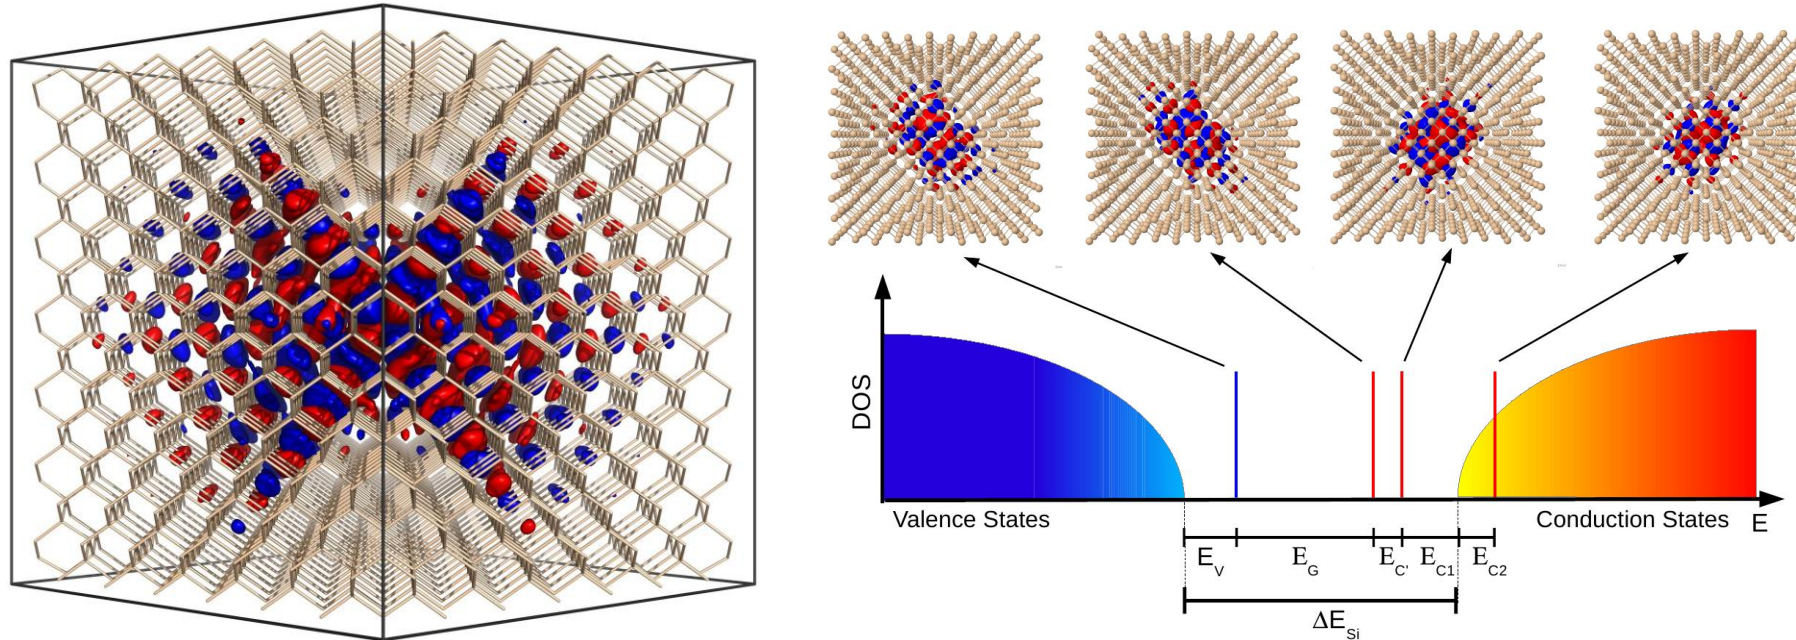 DOS
Valence States
Conduction States
E
E_V
E_G
E_C'
E_C1
E_C2
ΔE_Si